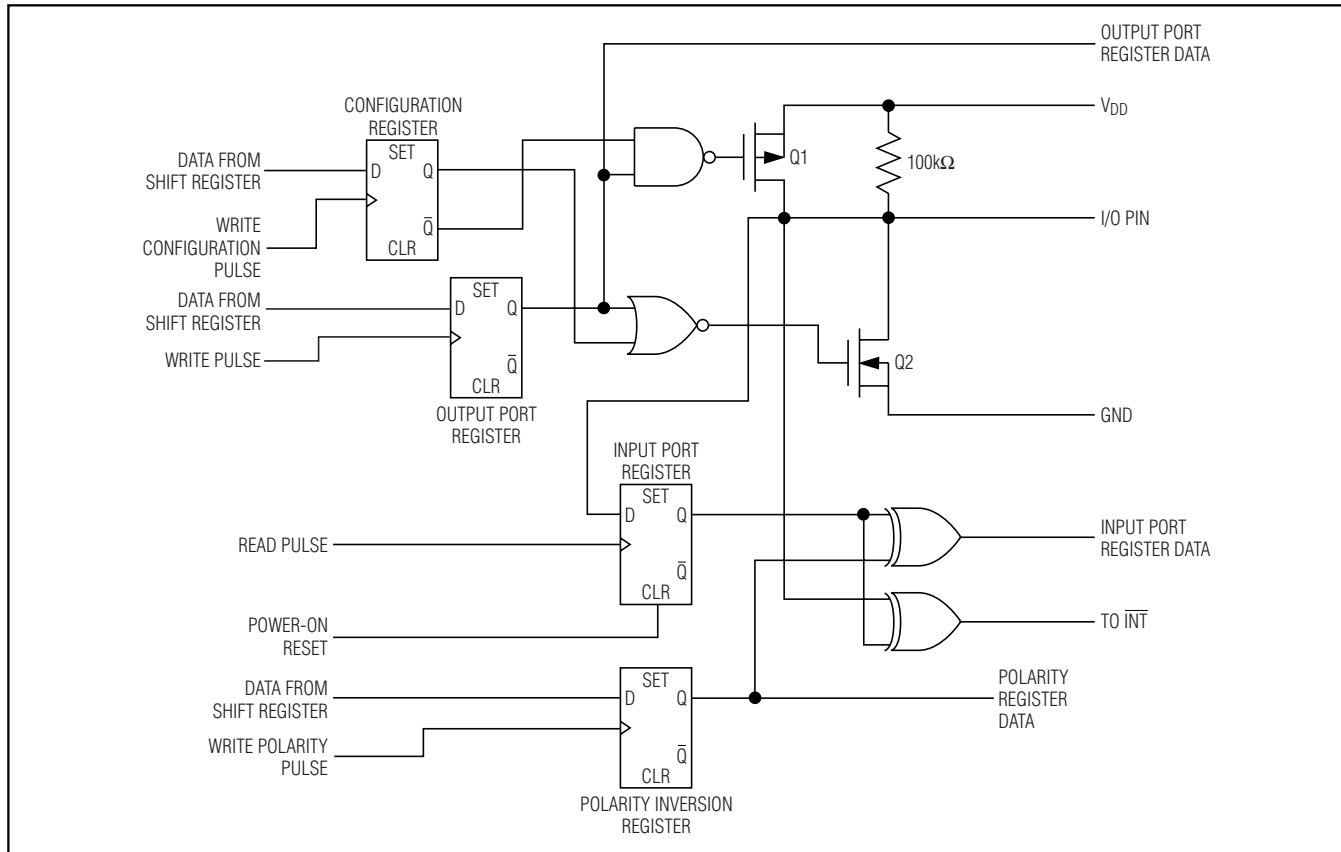 OUTPUT PORT
REGISTER DATA
CONFIGURATION
REGISTER
V_DD
DATA FROM
SHIFT REGISTER
SET
D
Q
Q̅
CLR
Q1
100kΩ
WRITE
CONFIGURATION
PULSE
I/O PIN
DATA FROM
SHIFT REGISTER
SET
D
Q
Q̅
CLR
WRITE PULSE
OUTPUT PORT
REGISTER
Q2
GND
INPUT PORT
REGISTER
SET
D
Q
Q̅
CLR
READ PULSE
INPUT PORT
REGISTER DATA
POWER-ON
RESET
TO I̅N̅T̅
DATA FROM
SHIFT REGISTER
SET
D
Q
Q̅
CLR
POLARITY
REGISTER
DATA
WRITE POLARITY
PULSE
POLARITY INVERSION
REGISTER